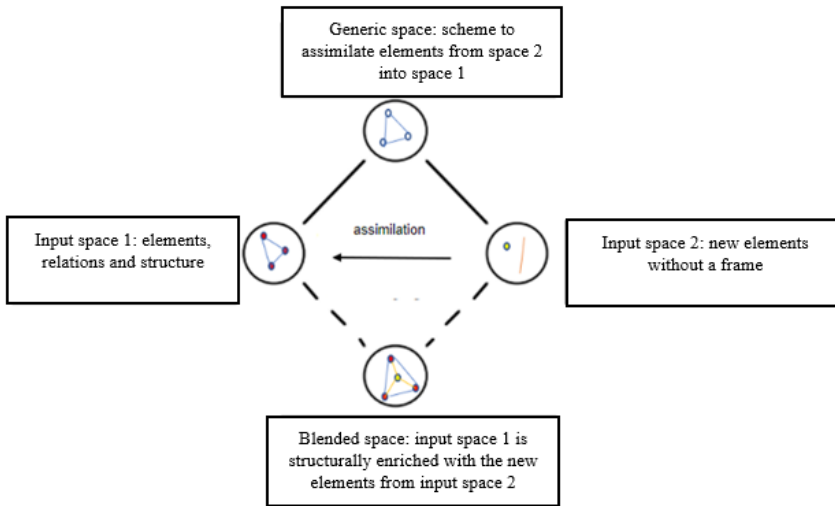 Generic space: scheme to
assimilate elements from space 2
into space 1
assimilation
Input space 1: elements,
relations and structure
Input space 2: new elements
without a frame
Blended space: input space 1 is
structurally enriched with the new
elements from input space 2